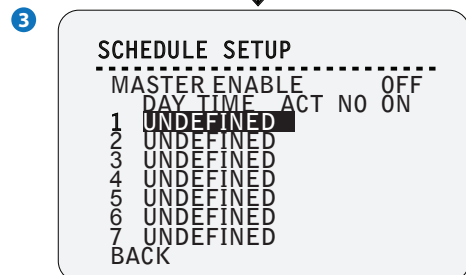 3
SCHEDULE SETUP
MASTER ENABLE OFF
DAY TIME ACT NO ON
1 UNDEFINED
2 UNDEFINED
3 UNDEFINED
4 UNDEFINED
5 UNDEFINED
6 UNDEFINED
7 UNDEFINED
BACK